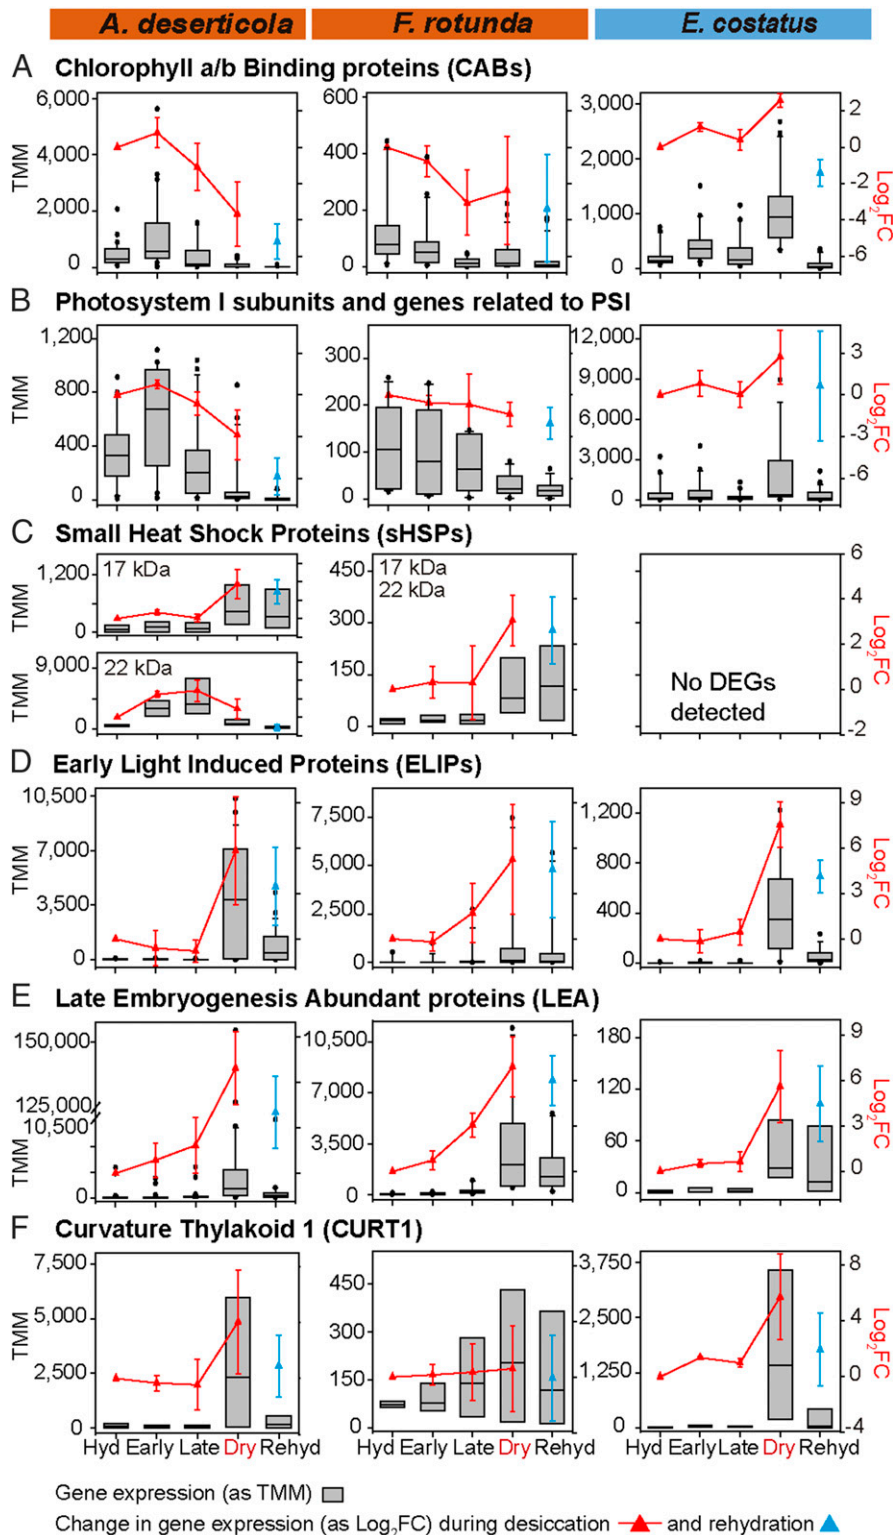 A. deserticola F. rotunda E. costatus
A Chlorophyll a/b Binding proteins (CABs)
6,000 4,000 2,000 0
TMM
600 400 200 0
3,000 2,000 1,000 0
2 0 -2 -4 -6
Log2FC
B Photosystem I subunits and genes related to PSI
1,200 800 400 0
TMM
300 200 100 0
12,000 9,000 6,000 3,000 0
3 0 -3 -6
Log2FC
C Small Heat Shock Proteins (sHSPs)
1,200 0
TMM
17 kDa
9,000 0
TMM
22 kDa
450 300 150 0
17 kDa
22 kDa
No DEGs
detected
6 4 2 0 -2
Log2FC
D Early Light Induced Proteins (ELIPs)
10,500 7,000 3,500 0
TMM
7,500 5,000 2,500 0
1,200 800 400 0
9 6 3 0
Log2FC
E Late Embryogenesis Abundant proteins (LEA)
150,000 125,000 10,500 0
TMM
10,500 7,000 3,500 0
180 120 60 0
9 6 3 0
Log2FC
F Curvature Thylakoid 1 (CURT1)
7,500 5,000 2,500 0
TMM
450 300 150 0
3,750 2,500 1,250 0
8 4 0 -4
Log2FC
Hyd Early Late Dry Rehyd Hyd Early Late Dry Rehyd Hyd Early Late Dry Rehyd
Gene expression (as TMM)
Change in gene expression (as Log2FC) during desiccation and rehydration